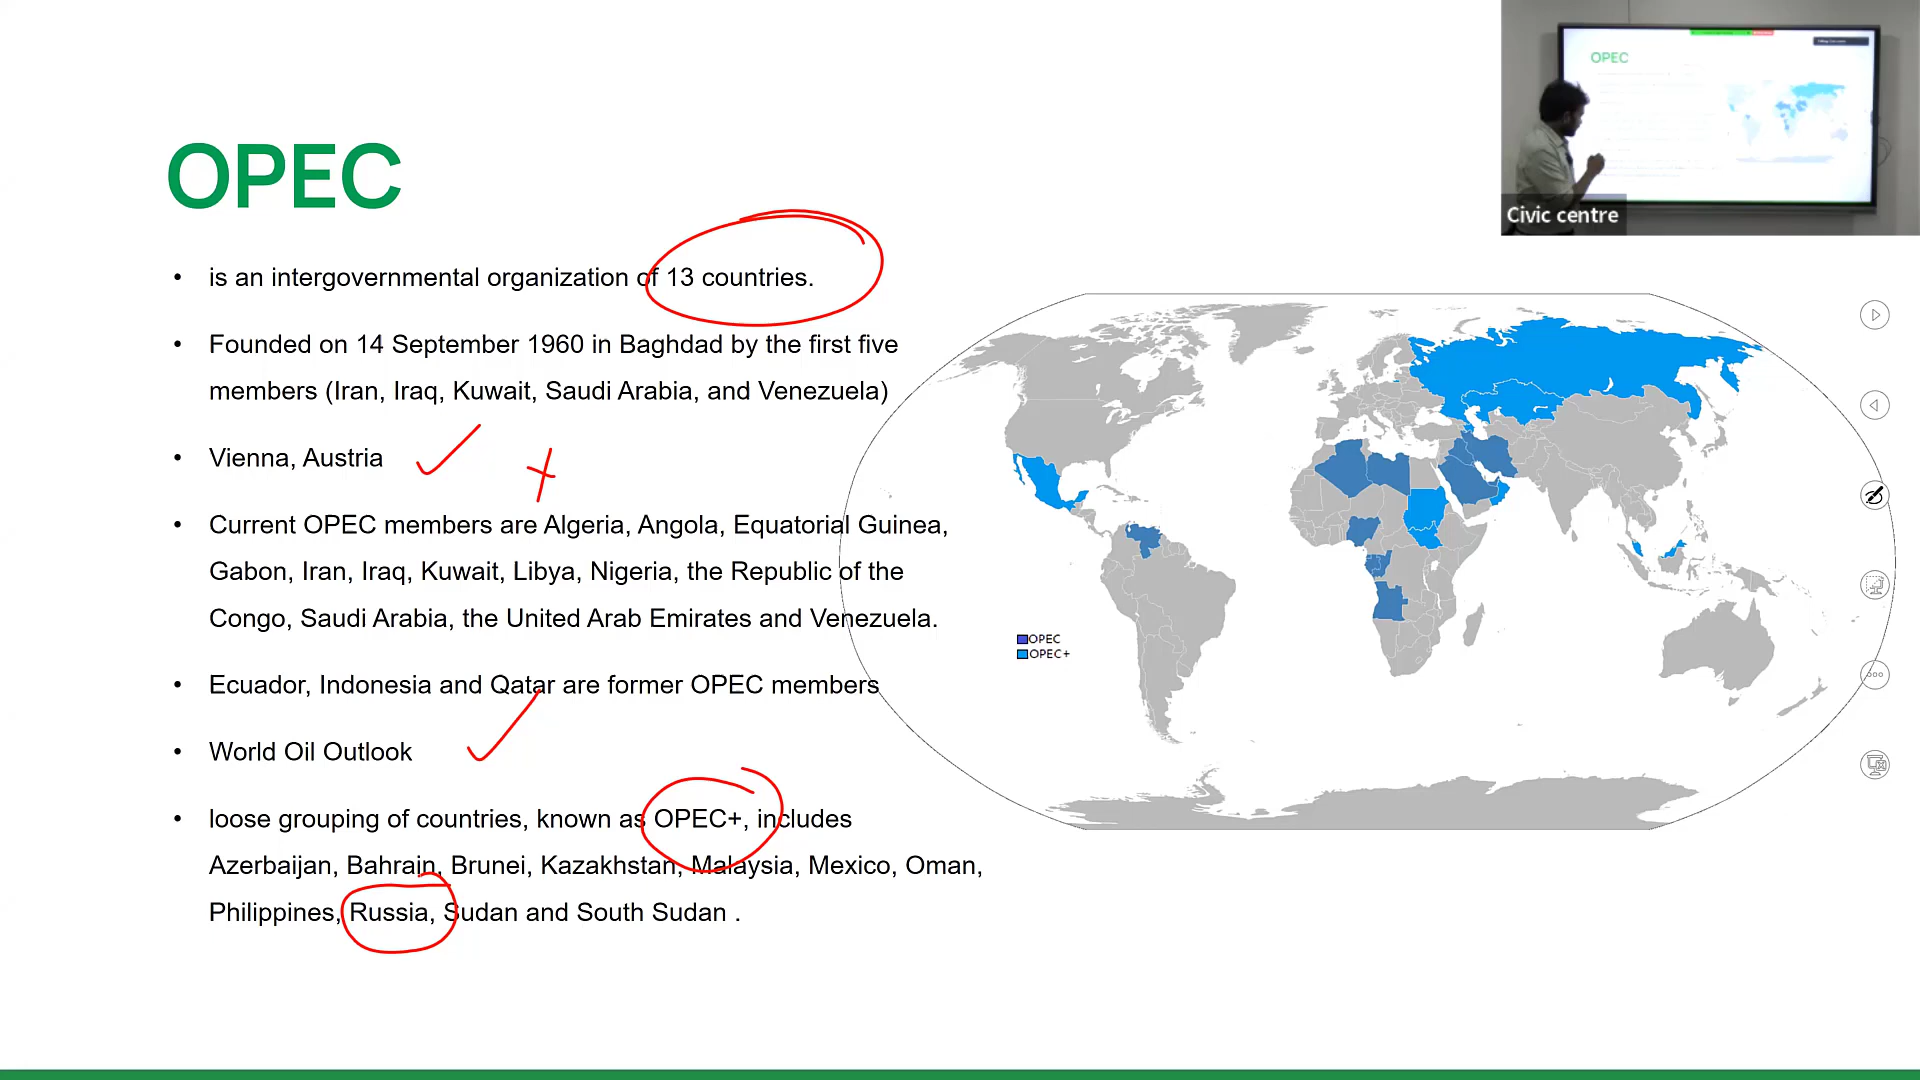 OPEC
OPEC
Civic centre
• is an intergovernmental organization of 13 countries.
• Founded on 14 September 1960 in Baghdad by the first five
members (Iran, Iraq, Kuwait, Saudi Arabia, and Venezuela)
• Vienna, Austria
• Current OPEC members are Algeria, Angola, Equatorial Guinea,
Gabon, Iran, Iraq, Kuwait, Libya, Nigeria, the Republic of the
Congo, Saudi Arabia, the United Arab Emirates and Venezuela.
• Ecuador, Indonesia and Qatar are former OPEC members
• World Oil Outlook
• loose grouping of countries, known as OPEC+, includes
Azerbaijan, Bahrain, Brunei, Kazakhstan, Malaysia, Mexico, Oman,
Philippines, Russia, Sudan and South Sudan .
OPEC
OPEC+